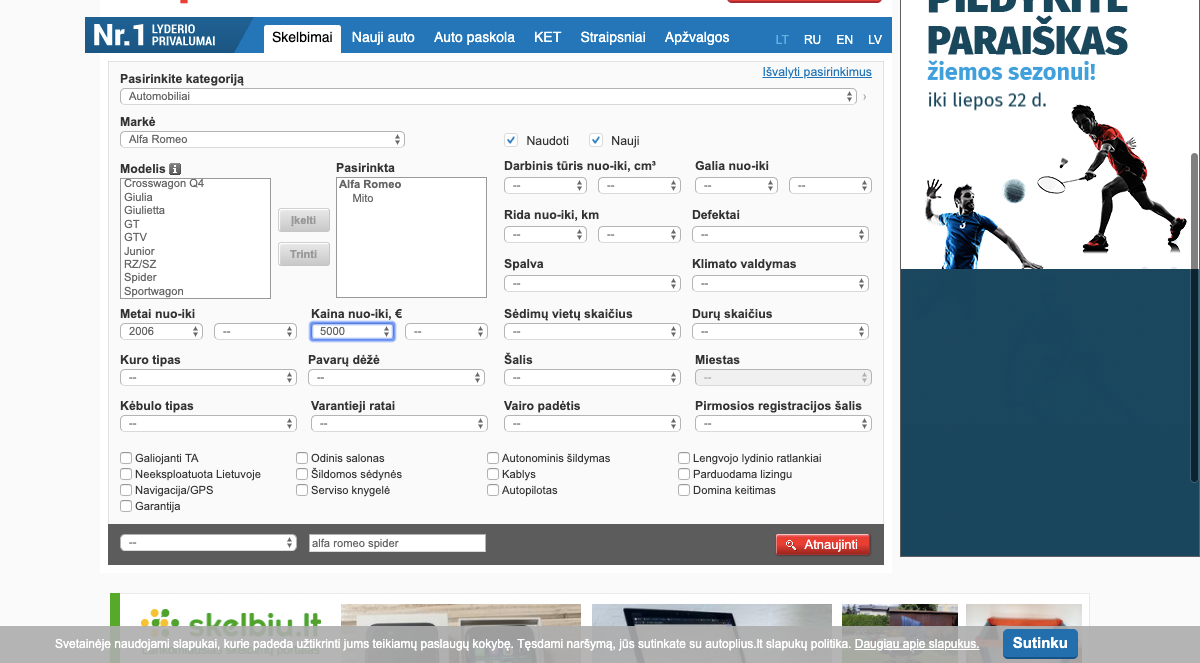 Nr.1 LYDERIO PRIVALUMAI
Skelbimai Nauji auto Auto paskola KET Straipsniai Apžvalgos LT RU EN LV
Išvalyti pasirinkimus
Pasirinkite kategoriją
Automobiliai
Markė
Alfa Romeo
Naudoti Nauji
Modelis i
Crosswagon Q4
Giulia
Giulietta
GT
GTV
Junior
RZ/SZ
Spider
Sportwagon
Įkelti
Trinti
Pasirinkta
Alfa Romeo
Mito
Darbinis tūris nuo-iki, cm³ Galia nuo-iki
-- -- -- --
Rida nuo-iki, km Defektai
-- -- --
Spalva Klimato valdymas
-- --
Metai nuo-iki Kaina nuo-iki, € Sėdimų vietų skaičius Durų skaičius
2006 -- 5000 -- -- --
Kuro tipas Pavarų dėžė Šalis Miestas
-- -- -- --
Kėbulo tipas Varantieji ratai Vairo padėtis Pirmosios registracijos šalis
-- -- -- --
Galiojanti TA Odinis salonas Autonominis šildymas Lengvojo lydinio ratlankiai
Neeksploatuota Lietuvoje Šildomos sėdynės Kablys Parduodama lizingu
Navigacija/GPS Serviso knygelė Autopilotas Domina keitimas
Garantija
-- alfa romeo spider Atnaujinti
PILDYKITE
PARAIŠKAS
žiemos sezonui!
iki liepos 22 d.
3
skelbiu.lt
Svetainėje naudojami slapukai, kurie padeda užtikrinti jums teikiamų paslaugų kokybę. Tęsdami naršymą, jūs sutinkate su autoplius.lt slapukų politika. Daugiau apie slapukus. Sutinku